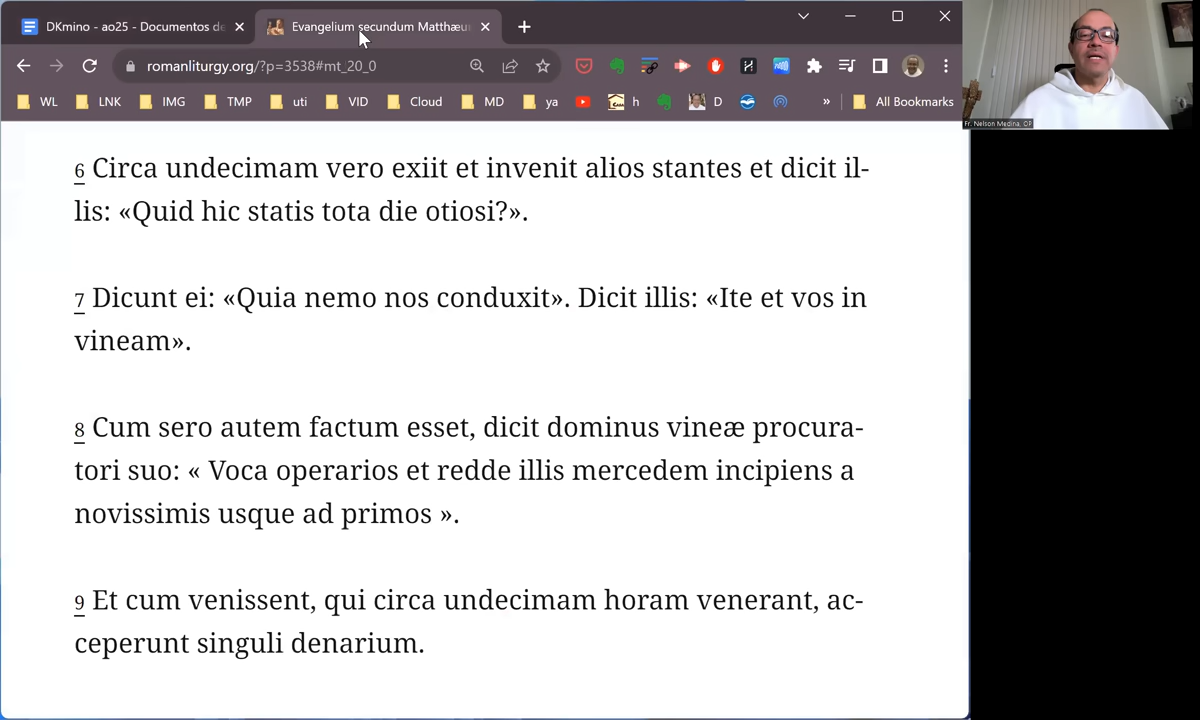 DKmino - ao25 - Documentos de
Evangelium secundum Matthæu
romanliturgy.org/?p=3538#mt_20_0
WL LNK IMG TMP uti VID Cloud MD ya h D » All Bookmarks
Fr. Nelson Medina, OP
6 Circa undecimam vero exiit et invenit alios stantes et dicit il-
lis: «Quid hic statis tota die otiosi?».
7 Dicunt ei: «Quia nemo nos conduxit». Dicit illis: «Ite et vos in
vineam».
8 Cum sero autem factum esset, dicit dominus vineæ procura-
tori suo: « Voca operarios et redde illis mercedem incipiens a
novissimis usque ad primos ».
9 Et cum venissent, qui circa undecimam horam venerant, ac-
ceperunt singuli denarium.